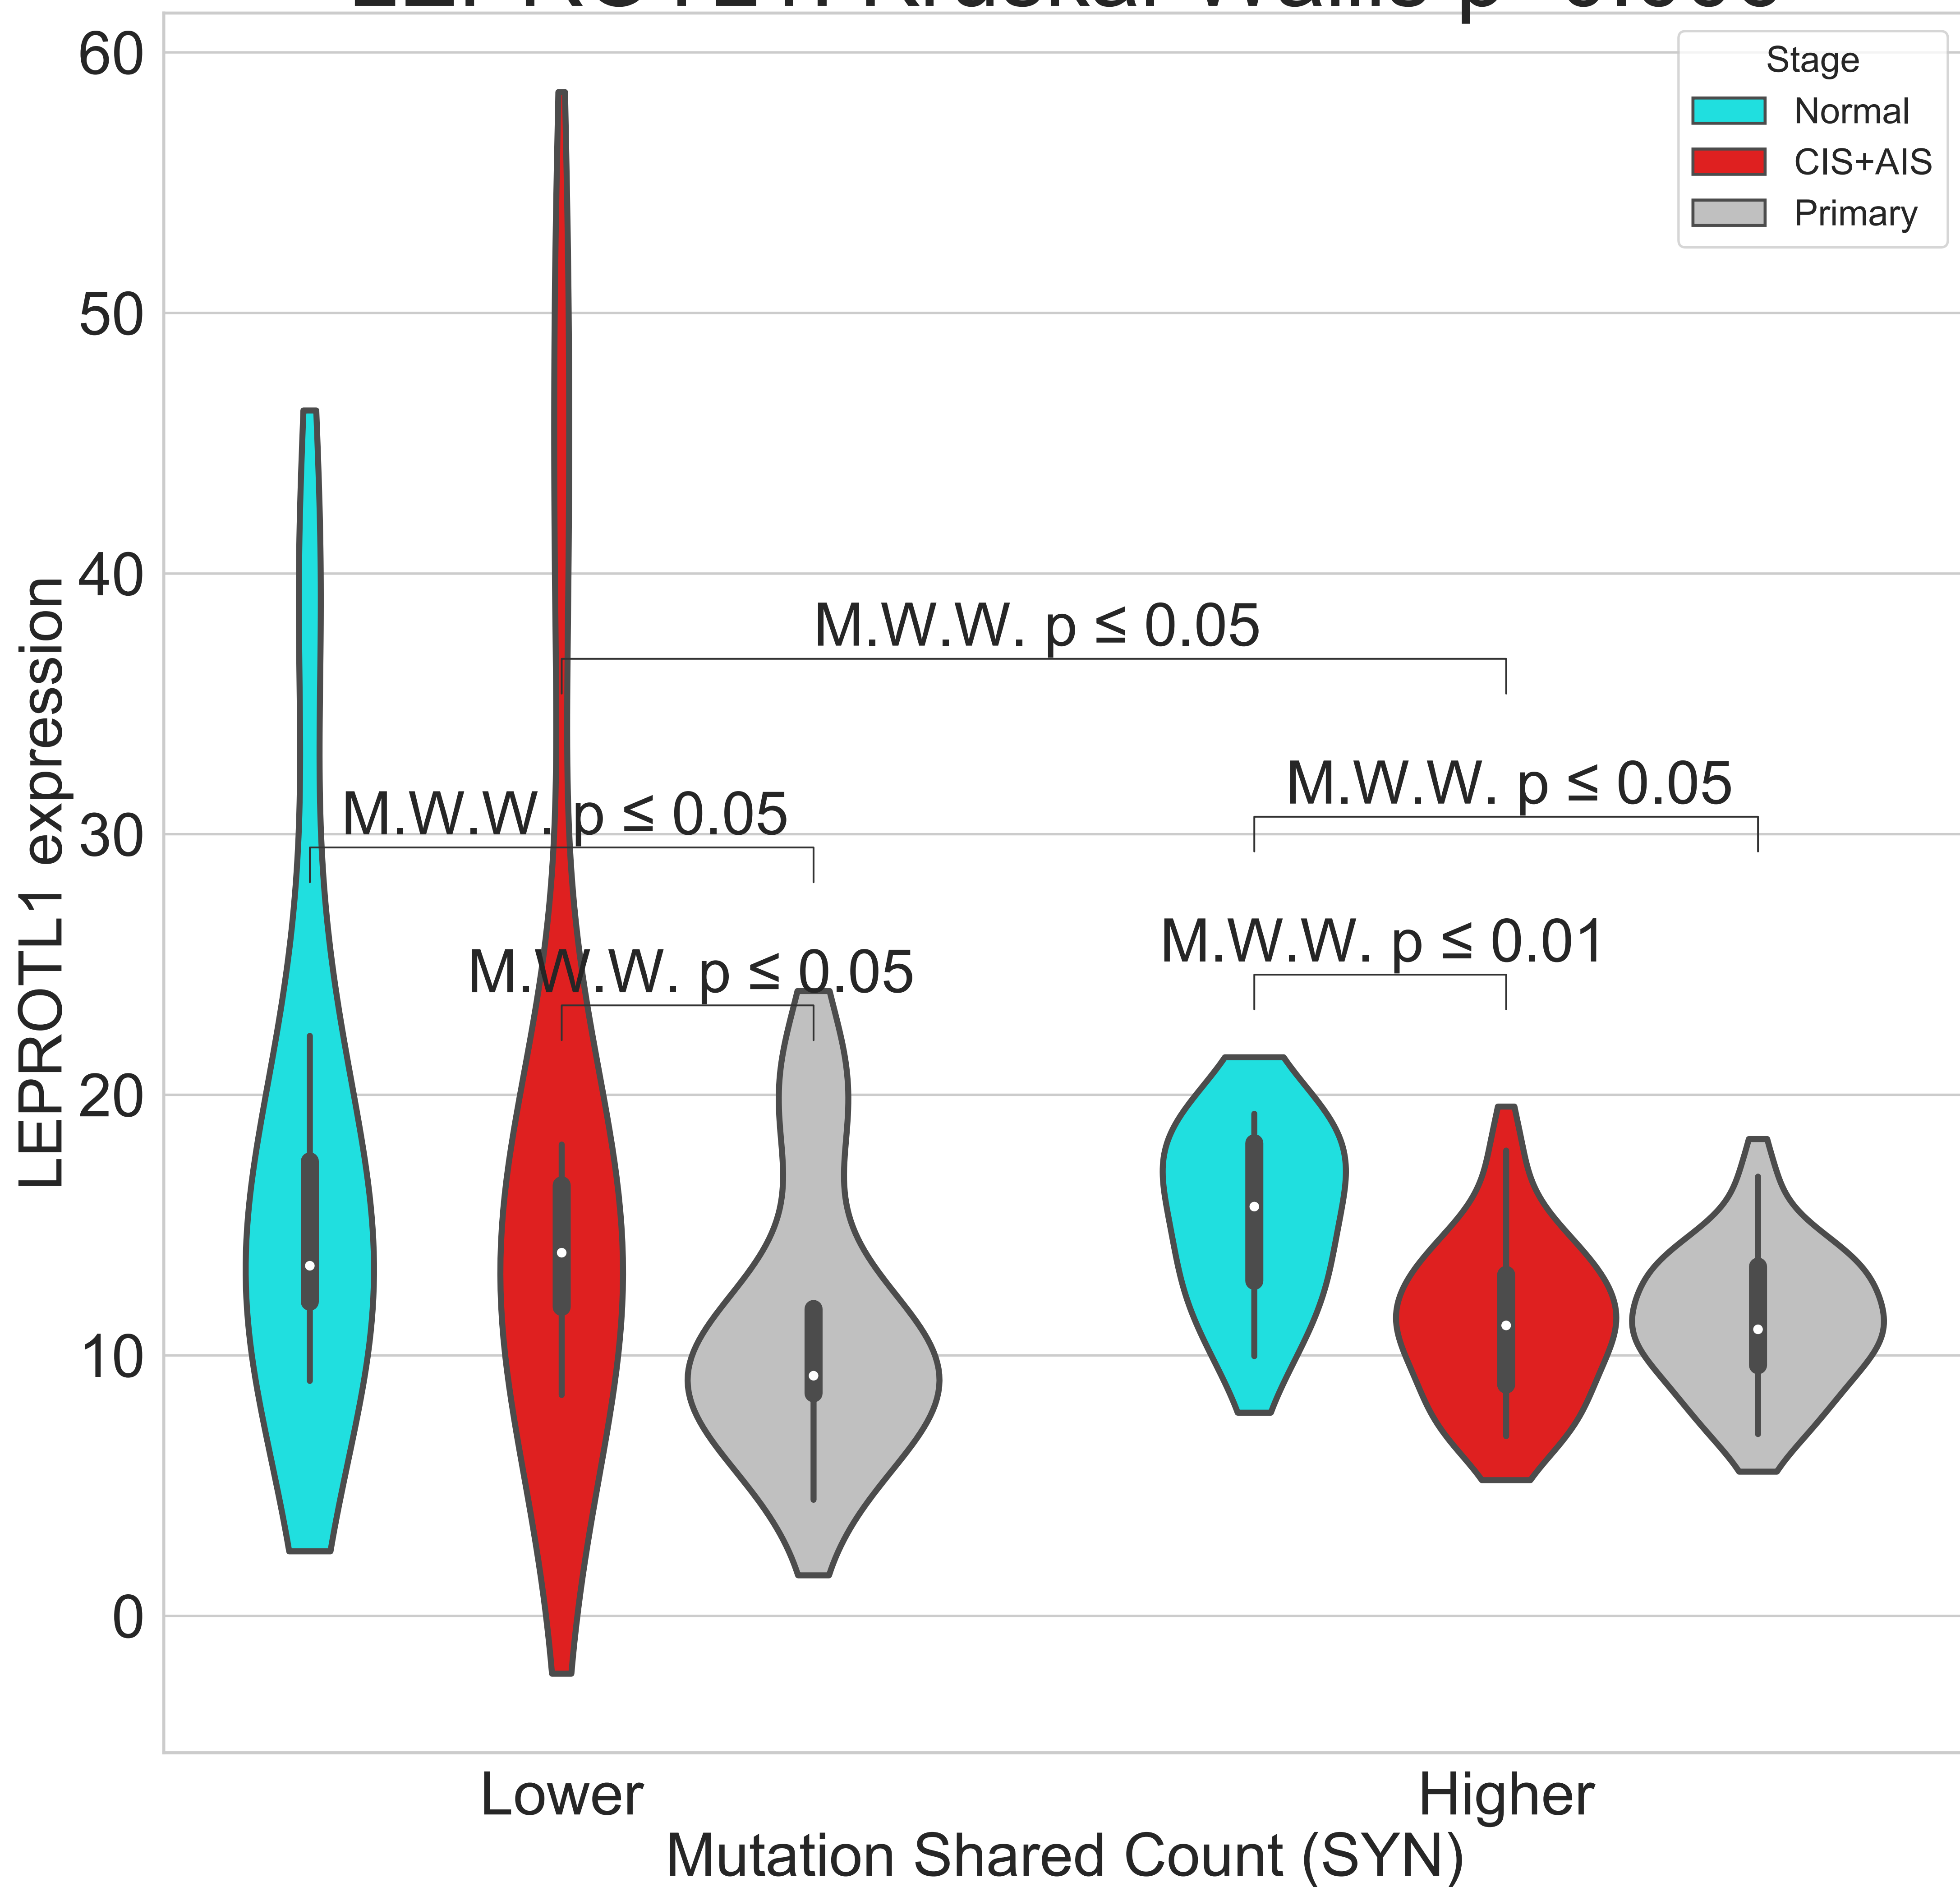 60
50
40
30
20
10
0
LEPROTL1 expression
Stage
Normal
CIS+AIS
Primary
M.W.W. p ≤ 0.05
M.W.W. p ≤ 0.05
M.W.W. p ≤ 0.05
M.W.W. p ≤ 0.05
M.W.W. p ≤ 0.01
Lower
Higher
Mutation Shared Count (SYN)